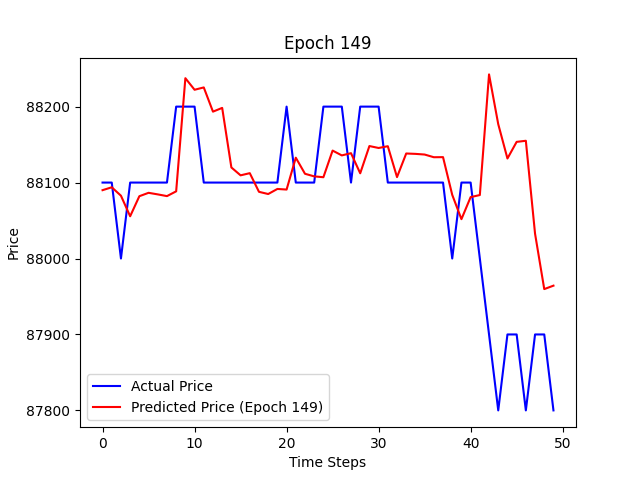 Epoch 149
Price
88200
88100
88000
87900
87800
Actual Price
Predicted Price (Epoch 149)
0 10 20 30 40 50
Time Steps